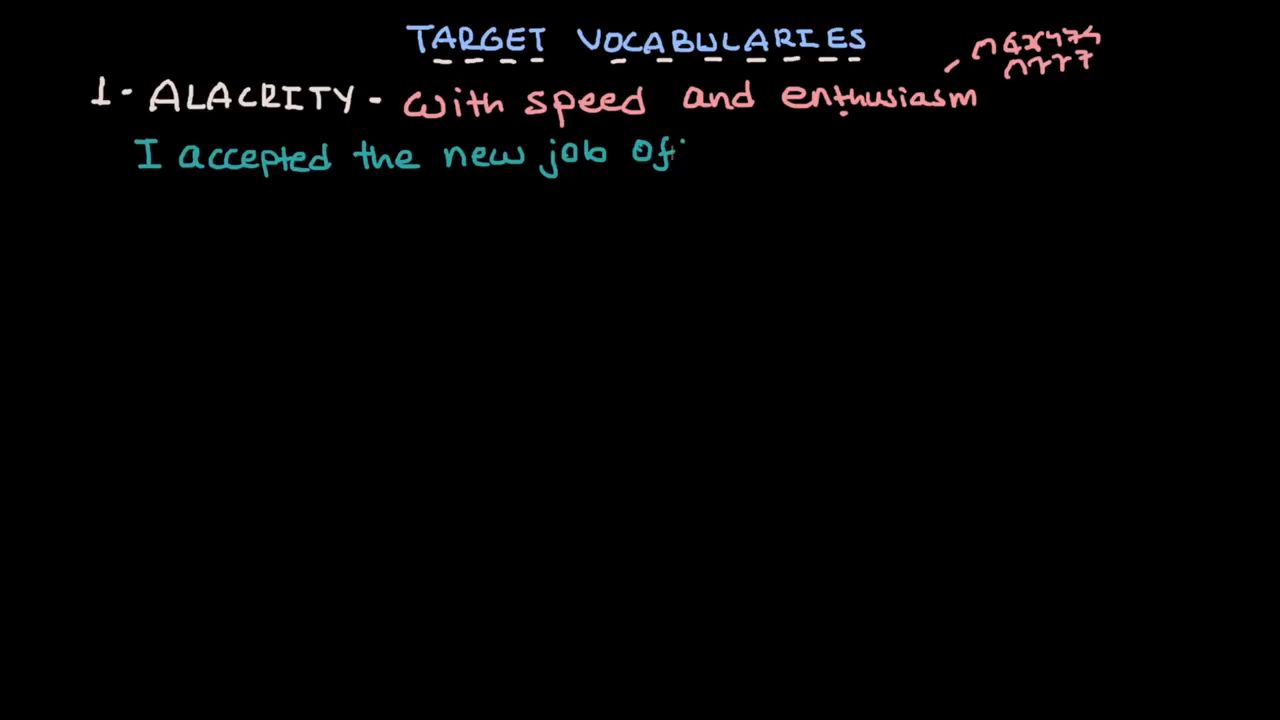 TARGET VOCABULARIES
1- ALACRITY - with speed and enthusiasm
I accepted the new job of